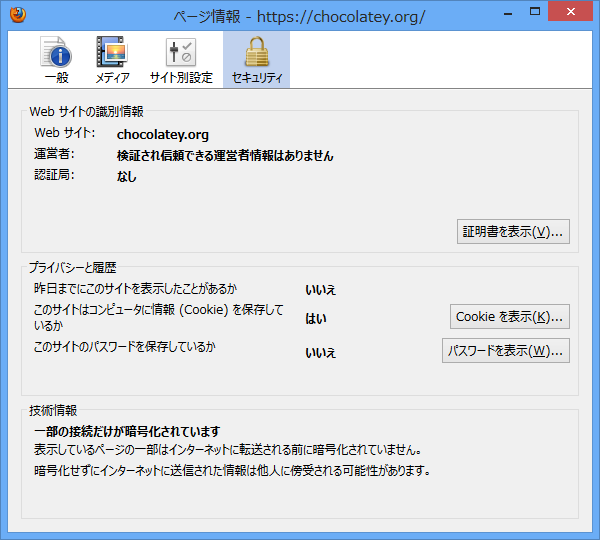 ページ情報 - https://chocolatey.org/
一般
メディア
サイト別設定
セキュリティ
Web サイトの識別情報
Web サイト: chocolatey.org
運営者: 検証され信頼できる運営者情報はありません
認証局: なし
証明書を表示(V)...
プライバシーと履歴
昨日までにこのサイトを表示したことがあるか いいえ
このサイトはコンピュータに情報 (Cookie) を保存して
いるか はい Cookie を表示(K)...
このサイトのパスワードを保存しているか いいえ パスワードを表示(W)...
技術情報
一部の接続だけが暗号化されています
表示しているページの一部はインターネットに転送される前に暗号化されていません。
暗号化せずにインターネットに送信された情報は他人に傍受される可能性があります。